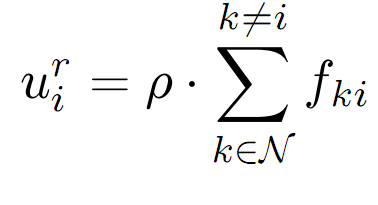 $u_i^r = \rho \cdot \sum_{k \in \mathcal{N}}^{k \neq i} f_{ki}$